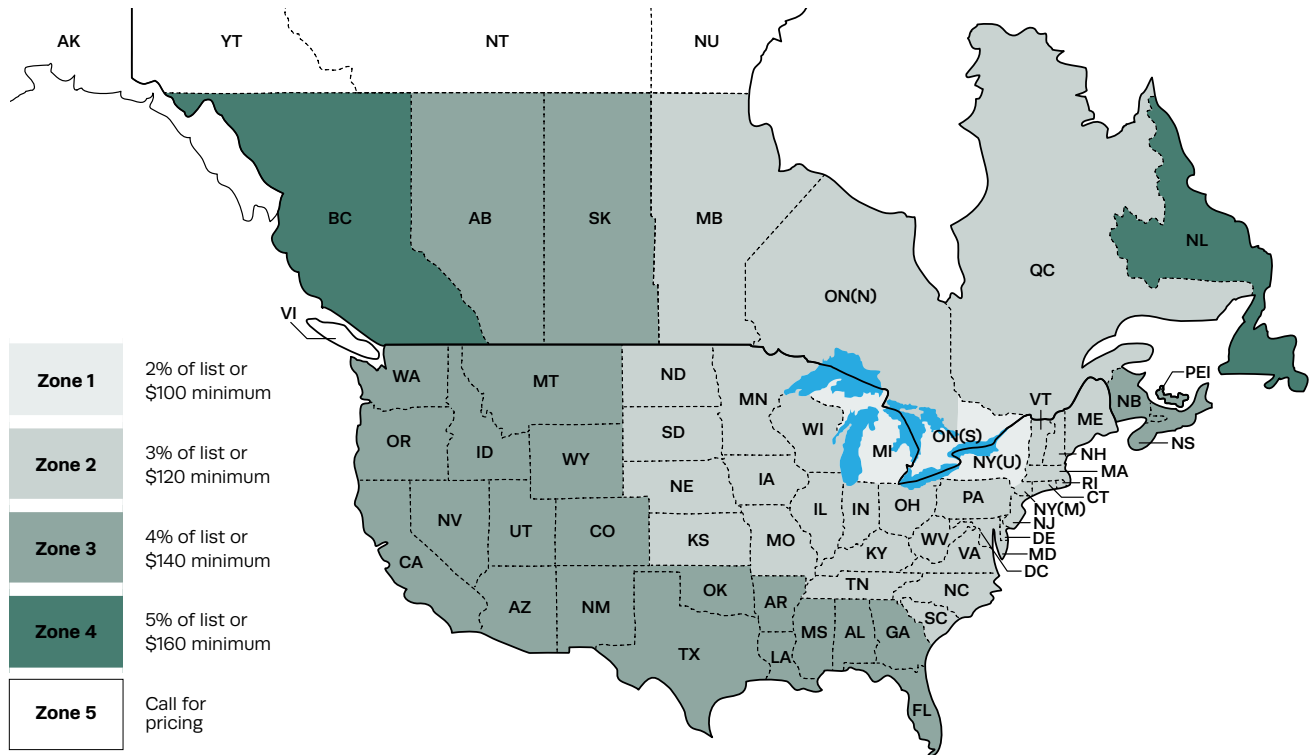 AK
YT
NT
NU
BC
AB
SK
MB
ON(N)
QC
NL
VI
Zone 1
2% of list or
$100 minimum
Zone 2
3% of list or
$120 minimum
Zone 3
4% of list or
$140 minimum
Zone 4
5% of list or
$160 minimum
Zone 5
Call for
pricing
WA
MT
ND
MN
OR
ID
WY
SD
WI
MI
ON(S)
NY(U)
VT
ME
NB
PEI
NS
NH
MA
RI
CT
NY(M)
NJ
DE
MD
DC
NV
UT
CO
NE
IA
IL
IN
OH
PA
CA
KS
MO
KY
WV
VA
AZ
NM
OK
AR
TN
NC
SC
TX
LA
MS
AL
GA
FL